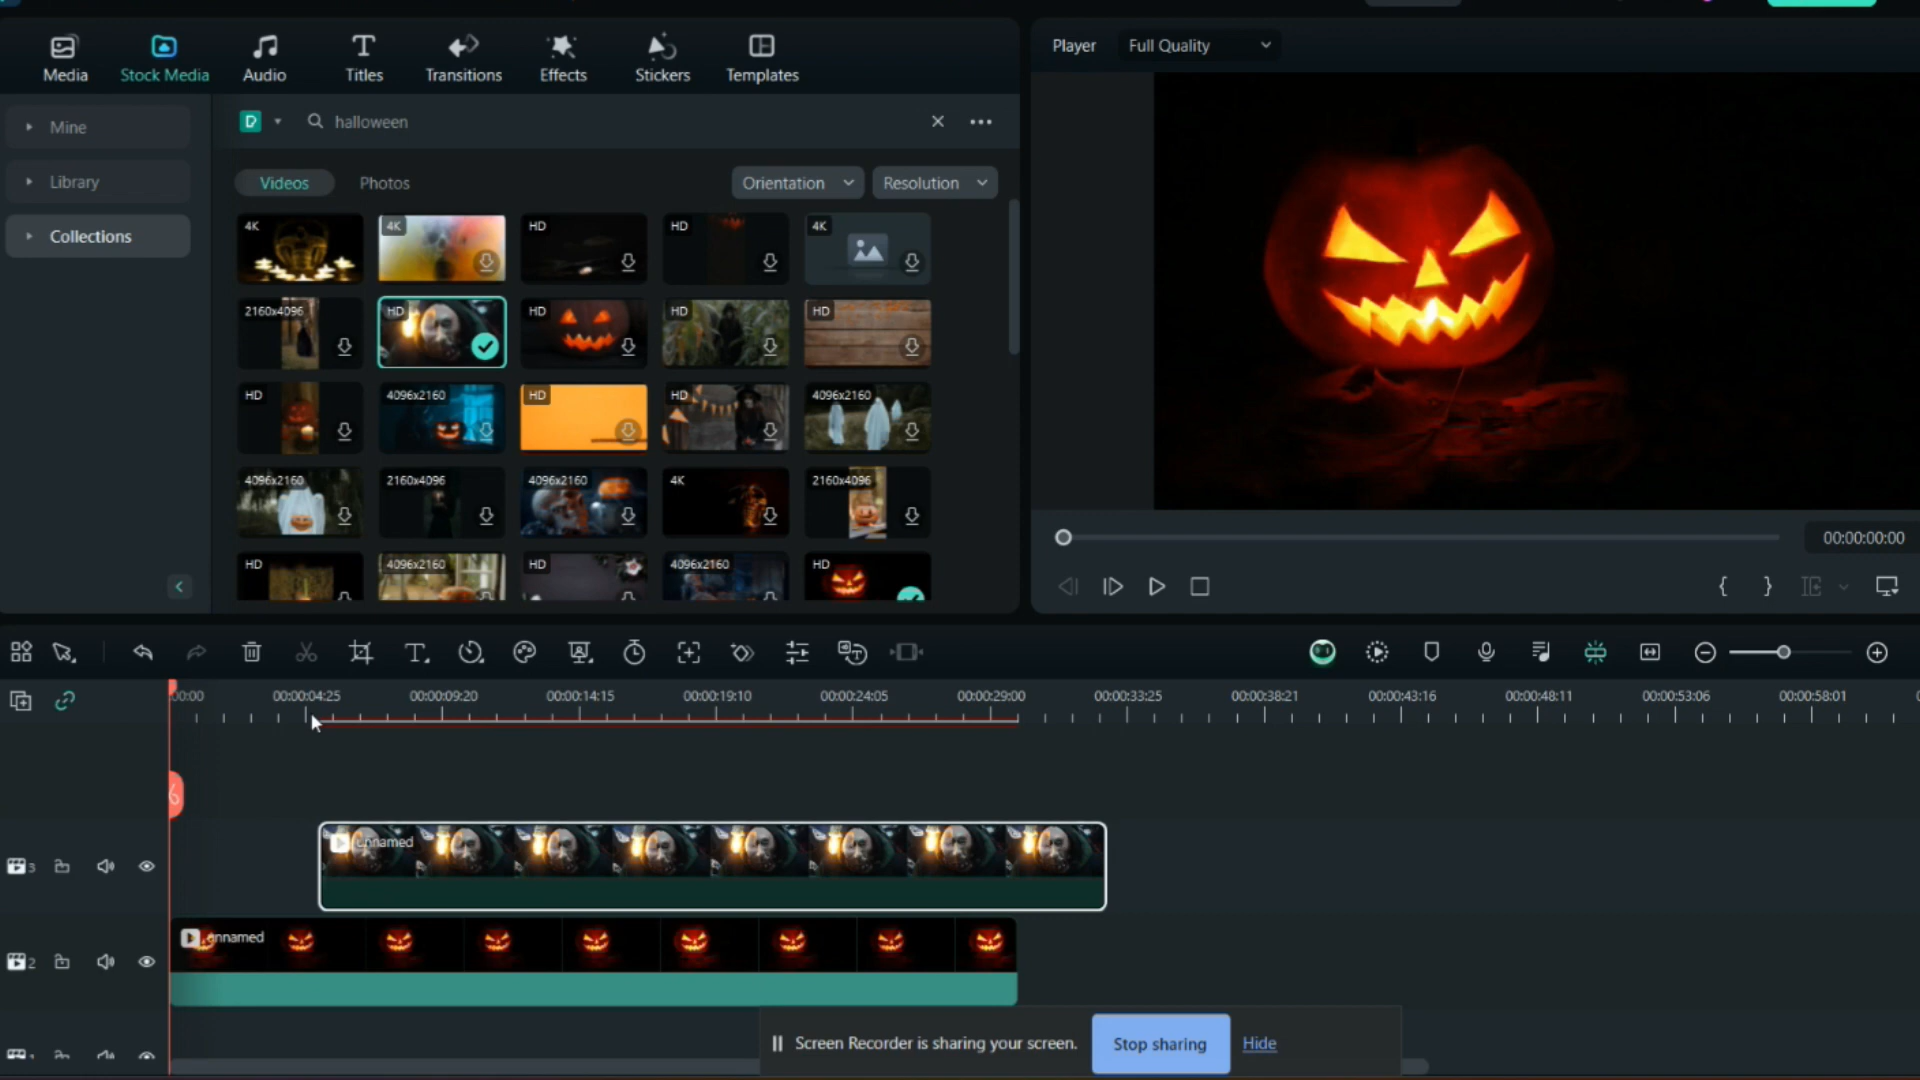 Media
Stock Media
Audio
Titles
Transitions
Effects
Stickers
Templates
Player
Full Quality
Mine
Library
Collections
halloween
Videos
Photos
Orientation
Resolution
4K
4K
HD
HD
4K
2160x4096
HD
HD
HD
HD
HD
4096x2160
HD
HD
4096x2160
4096x2160
2160x4096
4096x2160
4K
2160x4096
HD
4096x2160
HD
4096x2160
HD
00:00:00:00
00:00
00:00:04:25
00:00:09:20
00:00:14:15
00:00:19:10
00:00:24:05
00:00:29:00
00:00:33:25
00:00:38:21
00:00:43:16
00:00:48:11
00:00:53:06
00:00:58:01
3
unnamed
2
unnamed
Screen Recorder is sharing your screen.
Stop sharing
Hide